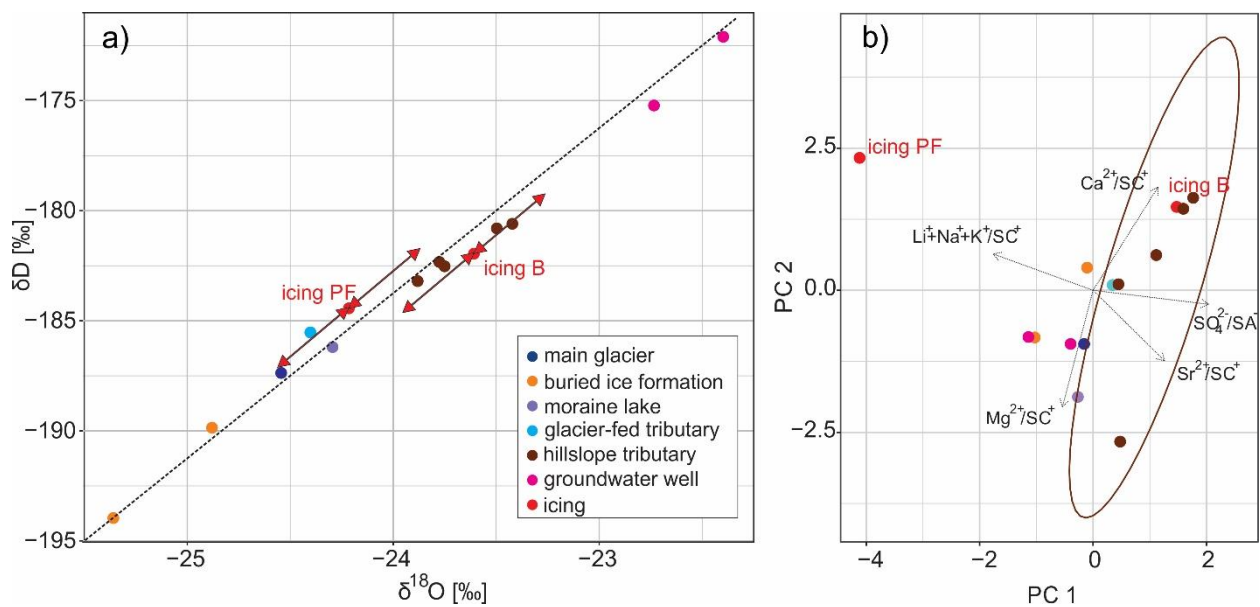 a)
δD [‰]
−175
−180
−185
−190
−195
icing PF
icing B
main glacier
buried ice formation
moraine lake
glacier-fed tributary
hillslope tributary
groundwater well
icing
−25
−24
−23
δ¹⁸O [‰]
b)
PC 2
2.5
0.0
−2.5
icing PF
Ca²⁺/SC⁺
icing B
Li⁺+Na⁺+K⁺/SC⁺
SO₄²⁻/SA⁻
Sr²⁺/SC⁺
Mg²⁺/SC⁺
−4
−2
0
2
PC 1